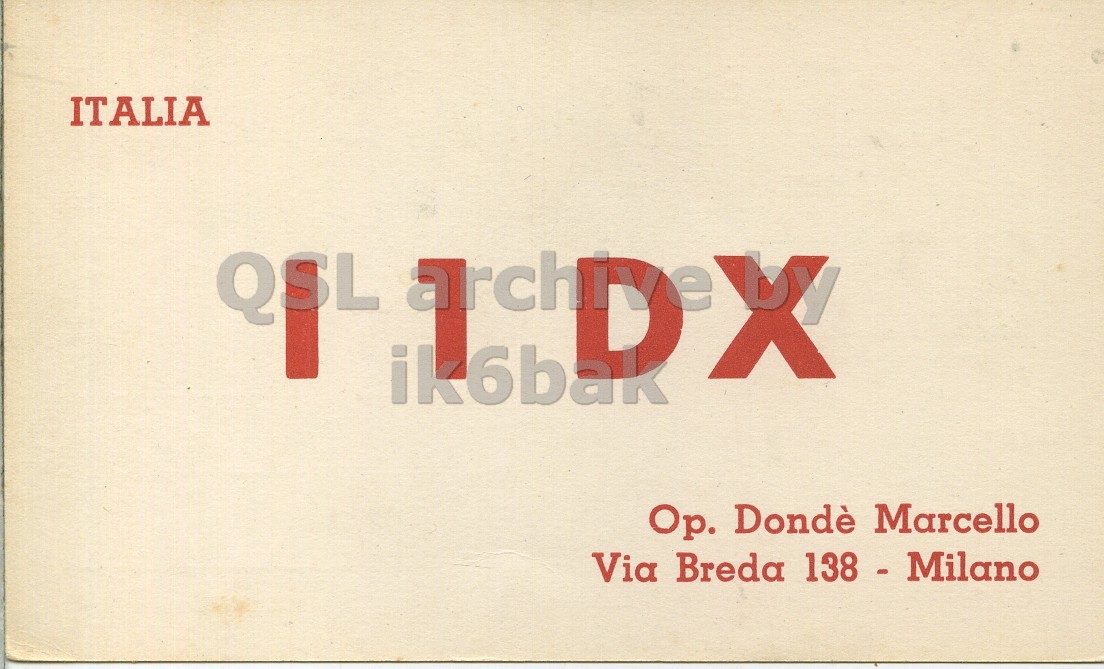 ITALIA
QSL archive by
I 1 DX
ik6bak
Op. Dondè Marcello
Via Breda 138 - Milano